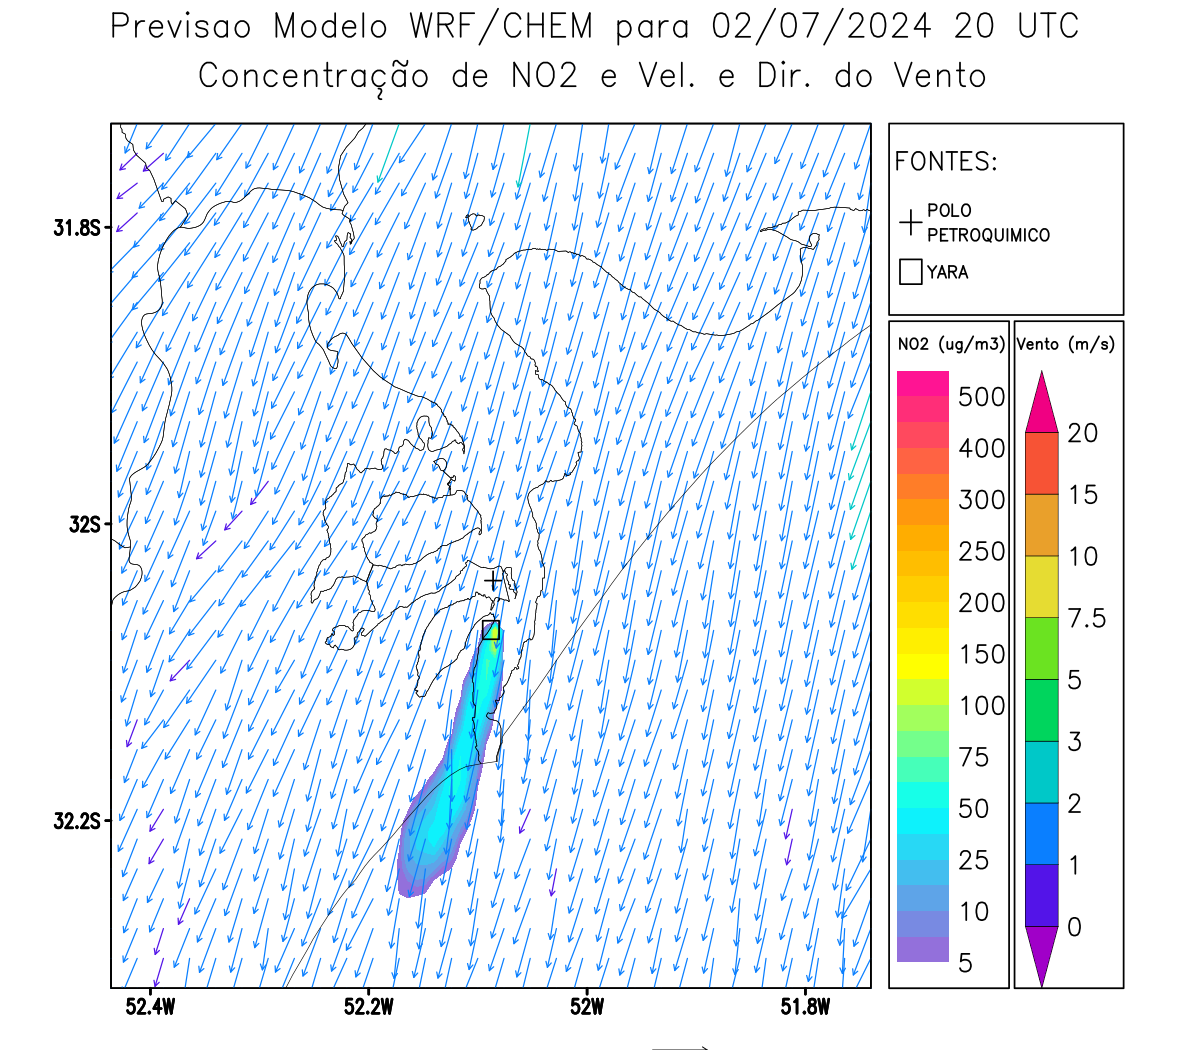 Previsao Modelo WRF/CHEM para 02/07/2024 20 UTC
Concentração de NO2 e Vel. e Dir. do Vento
FONTES:
POLO
PETROQUIMICO
YARA
31.8S
32S
32.2S
52.4W
52.2W
52W
51.8W
NO2 (ug/m3)
500
400
300
250
200
150
100
75
50
25
10
5
Vento (m/s)
20
15
10
7.5
5
3
2
1
0